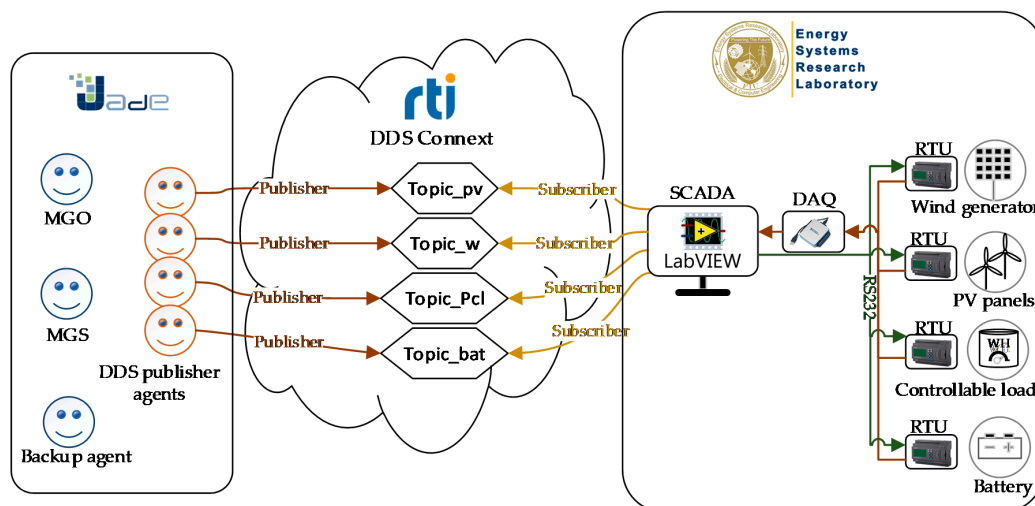 Jade
MGO
MGS
DDS publisher
agents
Backup agent
rti
DDS Connext
Publisher
Topic_pv
Subscriber
Publisher
Topic_w
Subscriber
Publisher
Topic_Pcl
Subscriber
Publisher
Topic_bat
Subscriber
Energy
Systems
Research
Laboratory
SCADA
LabVIEW
DAQ
RS232
RTU
Wind generator
RTU
PV panels
RTU
WH
Controllable load
RTU
Battery